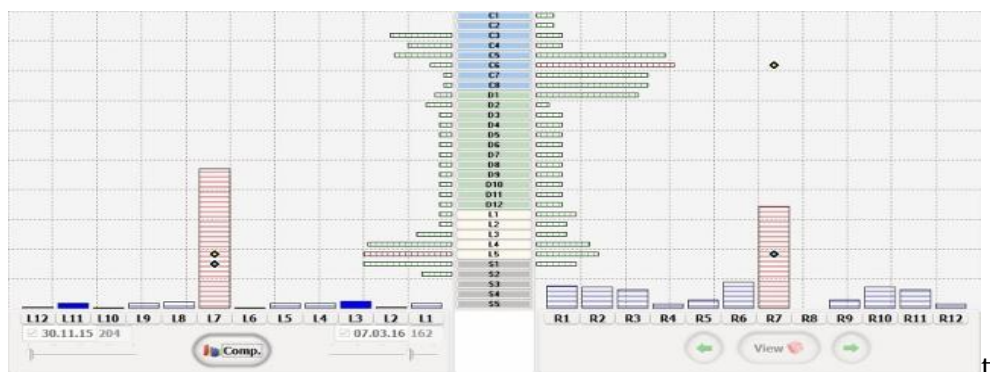 C1
C2
C3
C4
C5
C6
C7
C8
D1
D2
D3
D4
D5
D6
D7
D8
D9
D10
D11
D12
L1
L2
L3
L4
L5
S1
S2
S3
S4
S5
L12 L11 L10 L9 L8 L7 L6 L5 L4 L3 L2 L1
R1 R2 R3 R4 R5 R6 R7 R8 R9 R10 R11 R12
30.11.15 204
07.03.16 162
Comp.
View
t